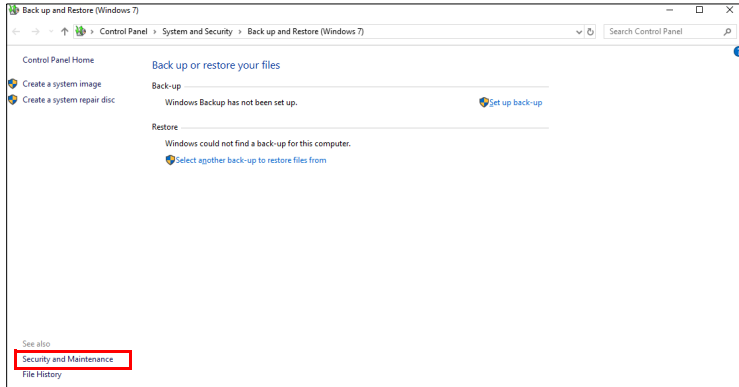 Back up and Restore (Windows 7)
Control Panel > System and Security > Back up and Restore (Windows 7)
Search Control Panel
Control Panel Home
Create a system image
Create a system repair disc
Back up or restore your files
Back-up
Windows Backup has not been set up.
Set up back-up
Restore
Windows could not find a back-up for this computer.
Select another back-up to restore files from
See also
Security and Maintenance
File History